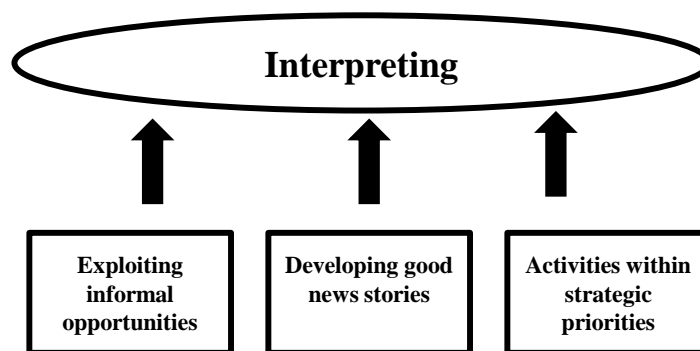 Interpreting
Exploiting
informal
opportunities
Developing good
news stories
Activities within
strategic
priorities